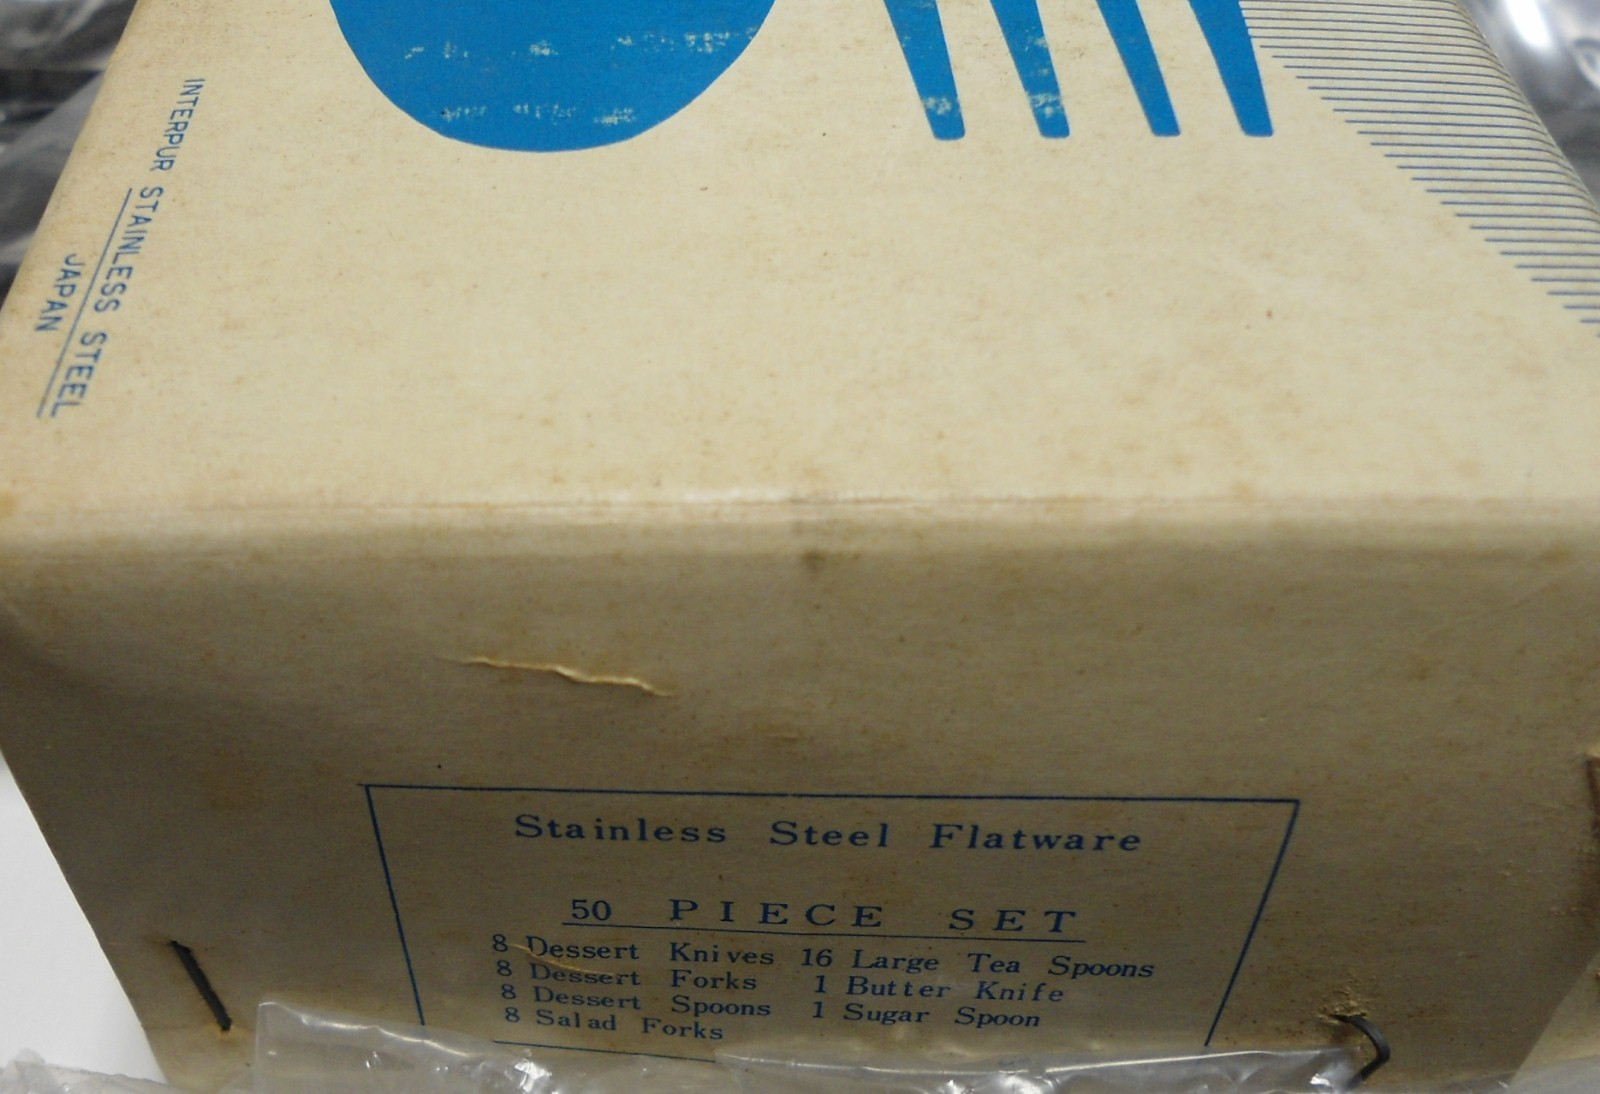 INTERPUR STAINLESS STEEL
JAPAN
Stainless Steel Flatware
50 PIECE SET
8 Dessert Knives 16 Large Tea Spoons
8 Dessert Forks 1 Butter Knife
8 Dessert Spoons 1 Sugar Spoon
8 Salad Forks